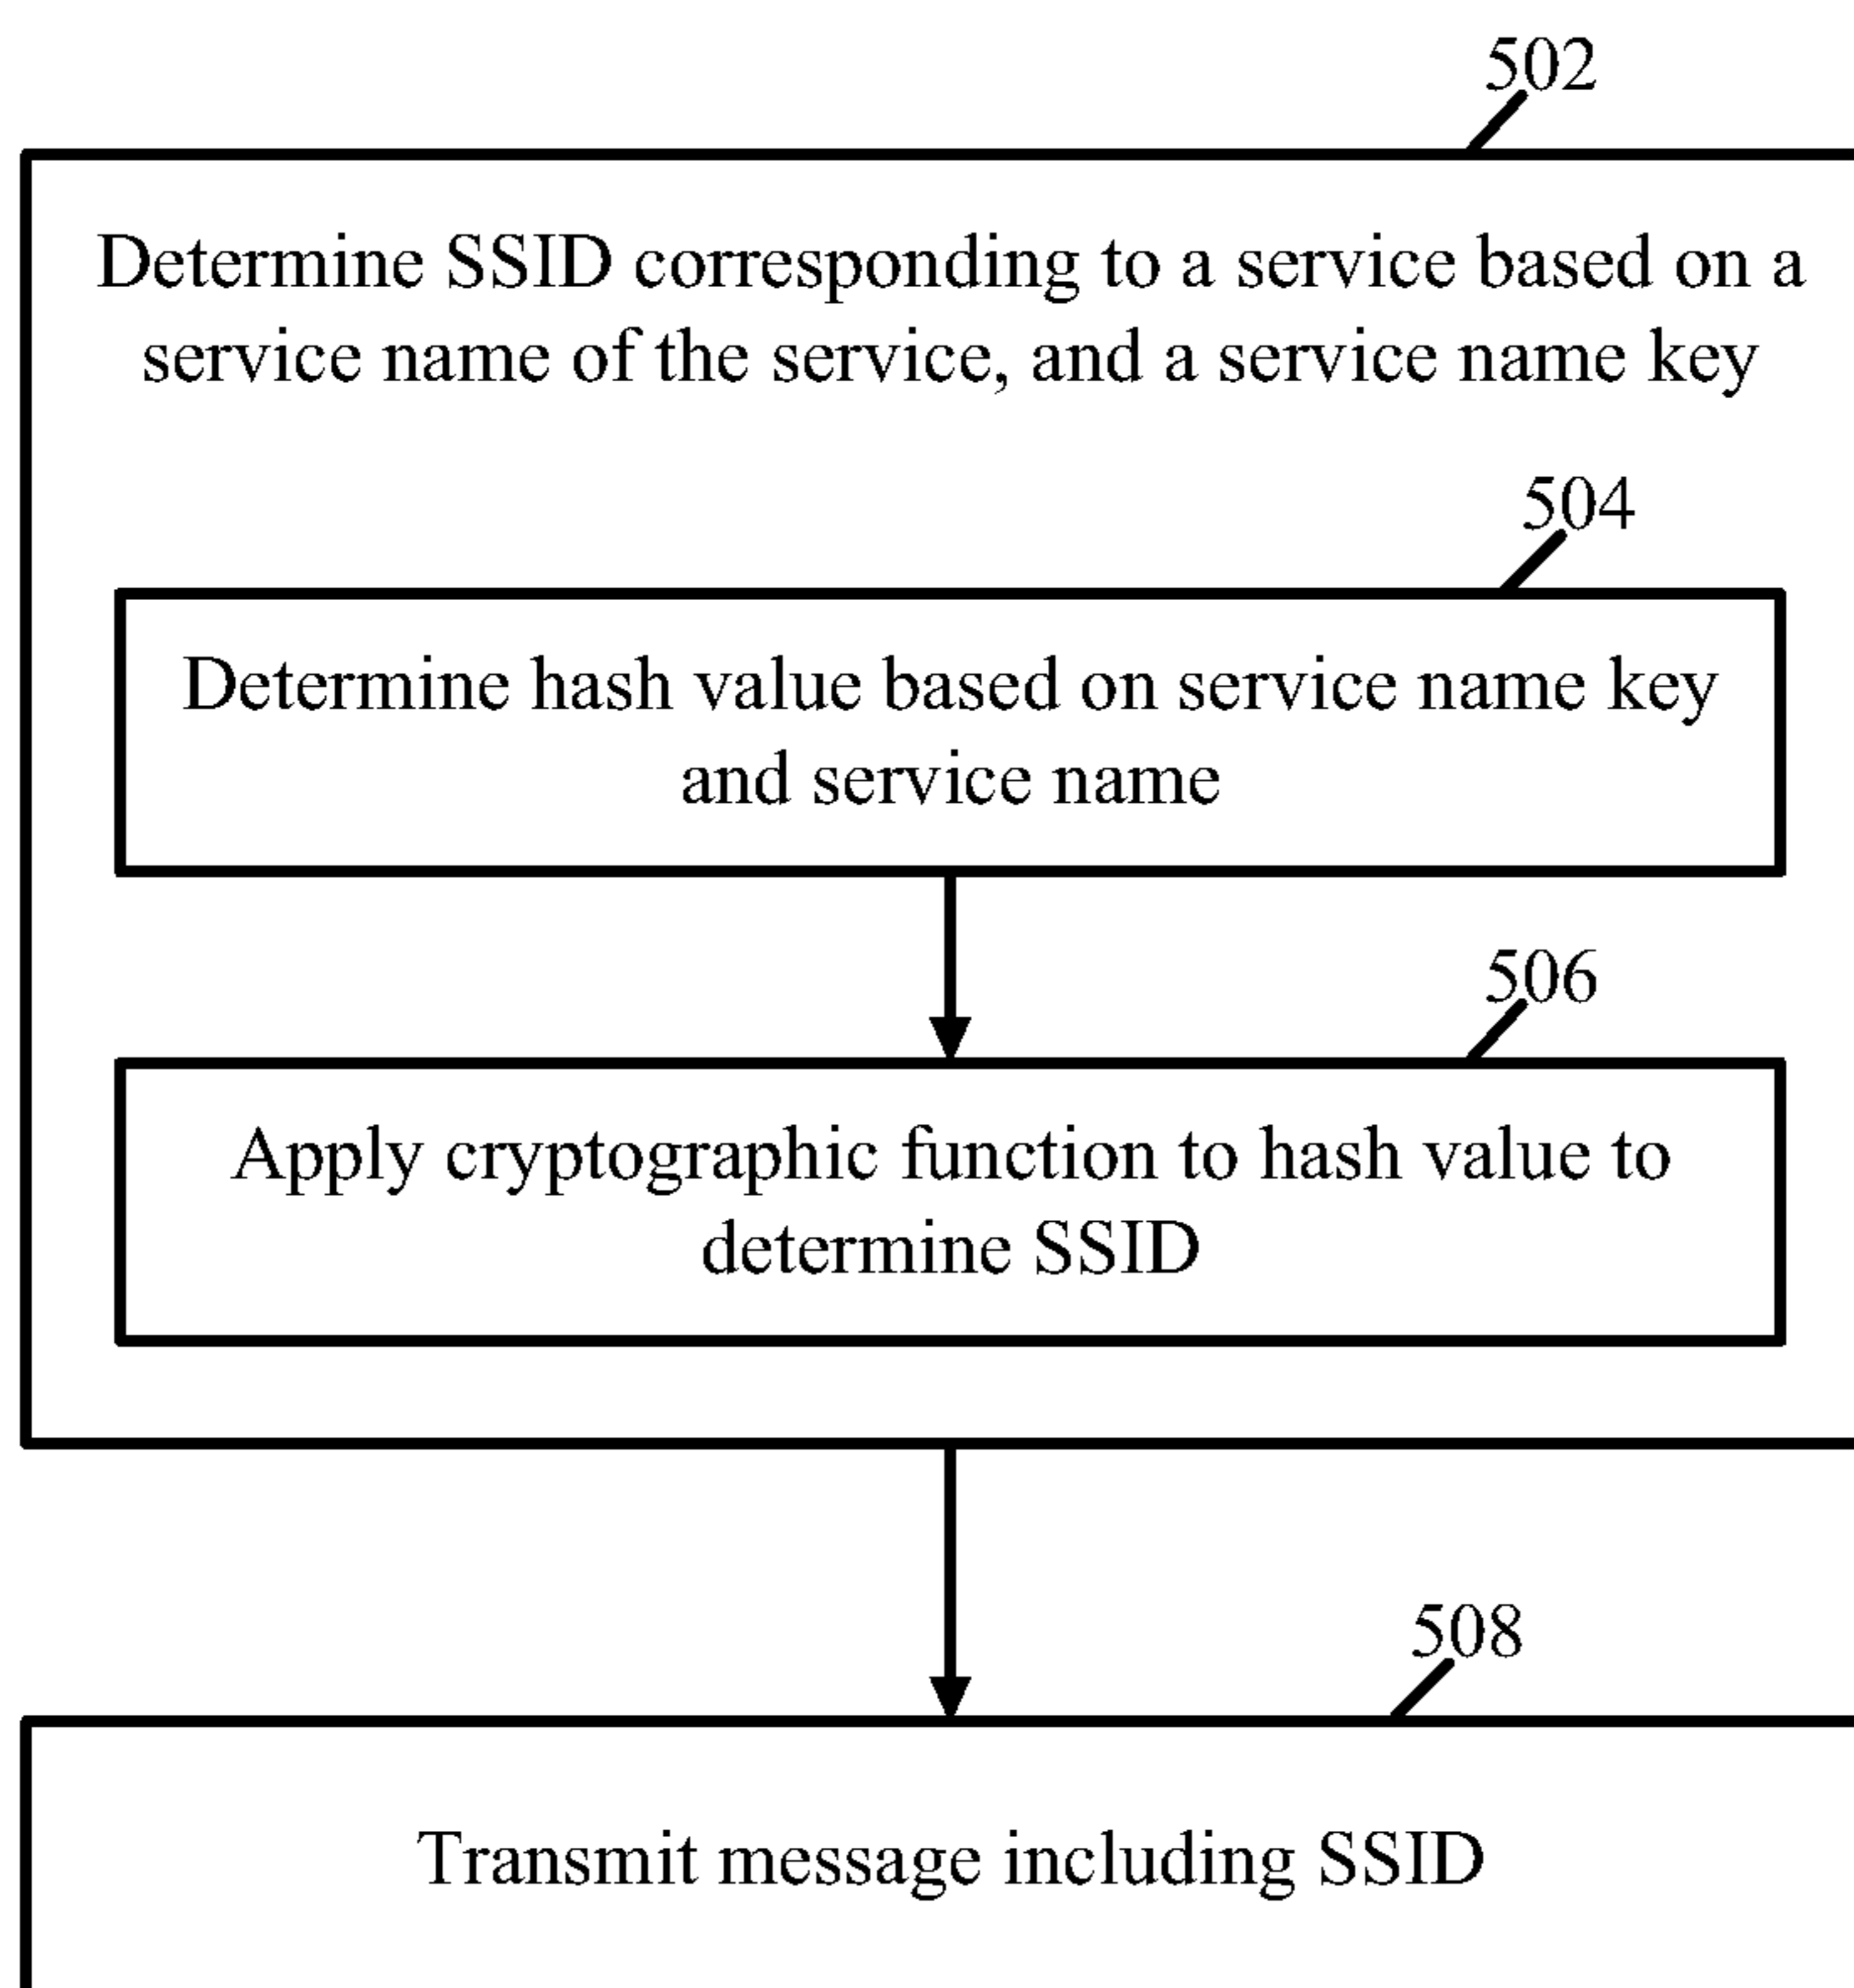 502
Determine SSID corresponding to a service based on a
service name of the service, and a service name key
504
Determine hash value based on service name key
and service name
506
Apply cryptographic function to hash value to
determine SSID
508
Transmit message including SSID